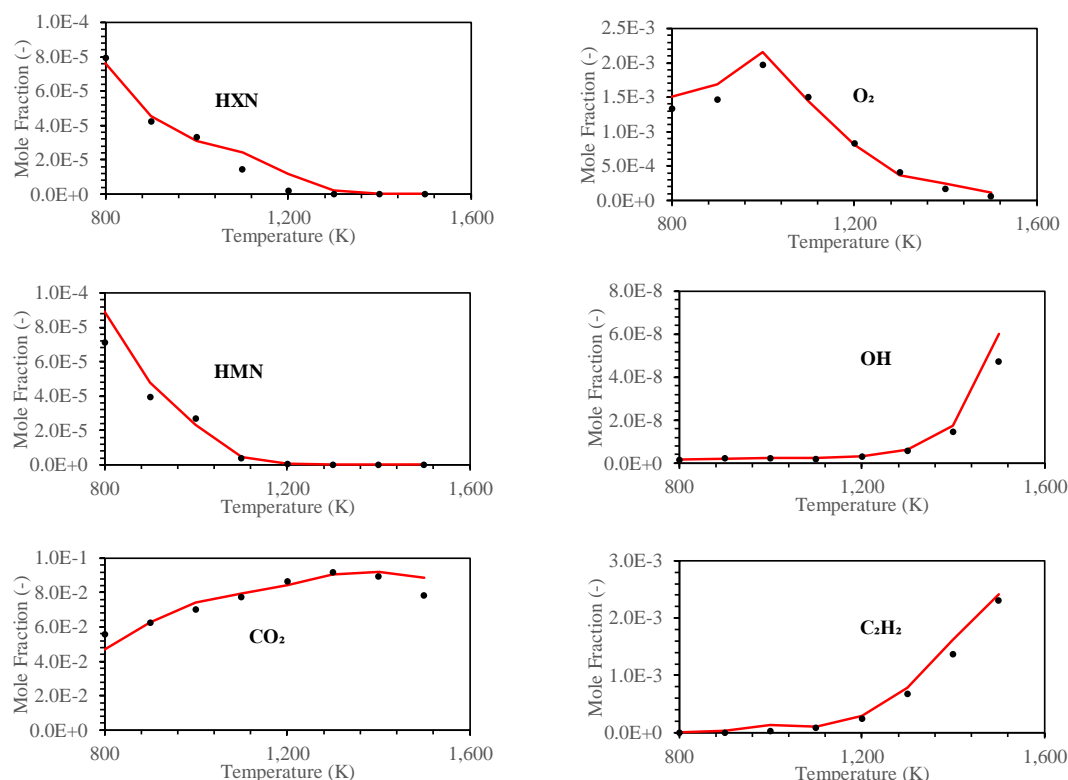 Mole Fraction (-)
1.0E-4
8.0E-5
6.0E-5
4.0E-5
2.0E-5
0.0E+0
HXN
800
1,200
1,600
Temperature (K)
Mole Fraction (-)
2.5E-3
2.0E-3
1.5E-3
1.0E-3
5.0E-4
0.0E+0
O₂
800
1,200
1,600
Temperature (K)
Mole Fraction (-)
1.0E-4
8.0E-5
6.0E-5
4.0E-5
2.0E-5
0.0E+0
HMN
800
1,200
1,600
Temperature (K)
Mole Fraction (-)
8.0E-8
6.0E-8
4.0E-8
2.0E-8
0.0E+0
OH
800
1,200
1,600
Temperature (K)
Mole Fraction (-)
1.0E-1
8.0E-2
6.0E-2
4.0E-2
2.0E-2
0.0E+0
CO₂
800
1,200
1,600
Temperature (K)
Mole Fraction (-)
3.0E-3
2.0E-3
1.0E-3
0.0E+0
C₂H₂
800
1,200
1,600
Temperature (K)